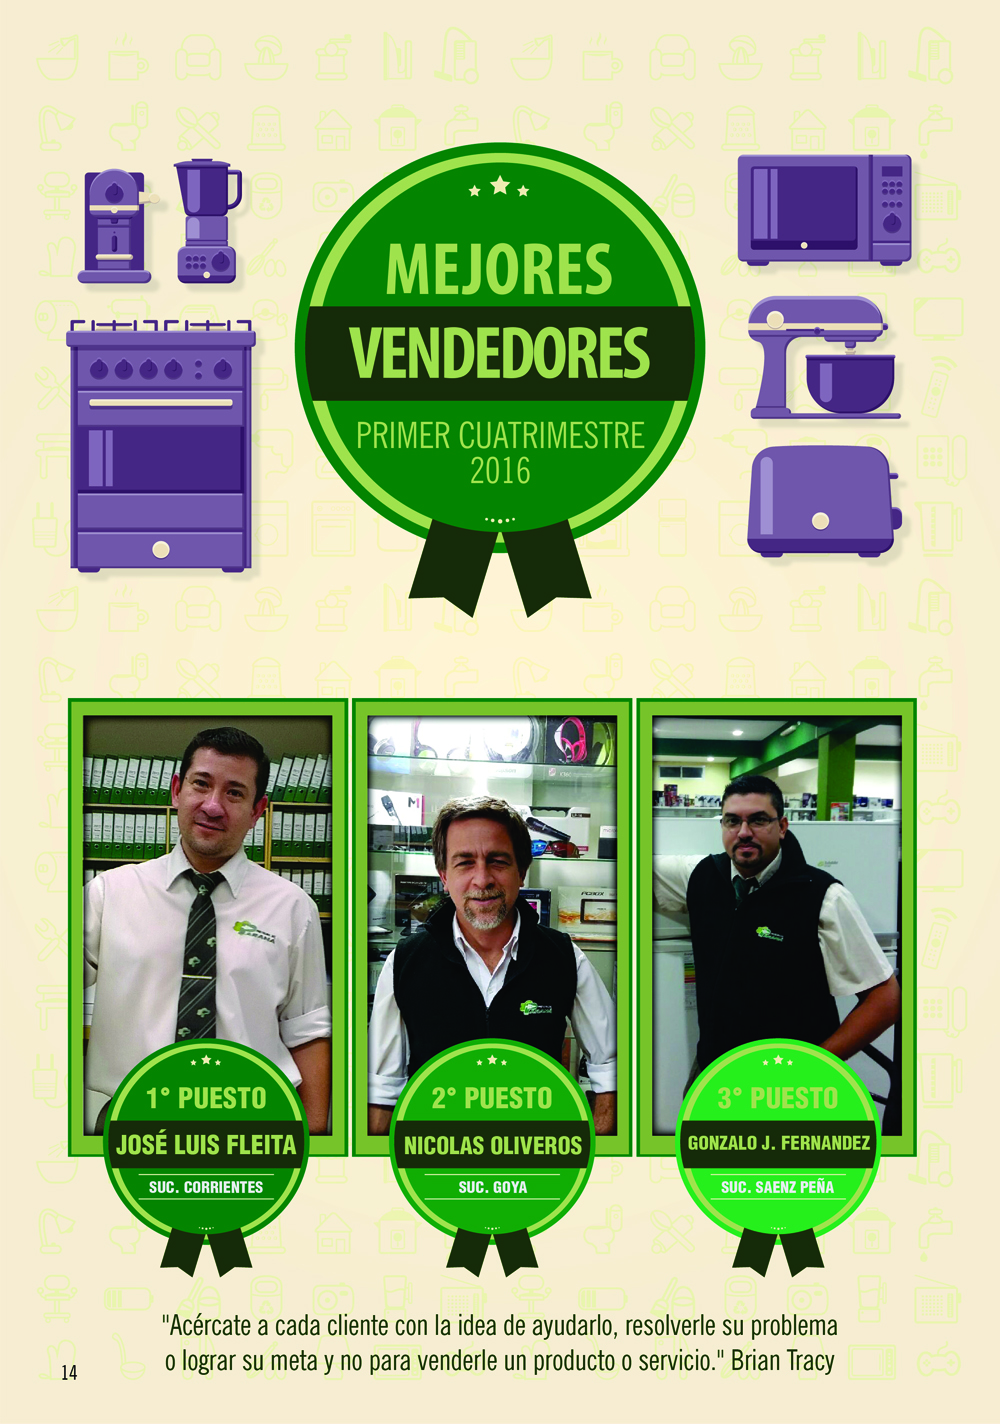 MEJORES
VENDEDORES
PRIMER CUATRIMESTRE
2016
1° PUESTO
JOSÉ LUIS FLEITA
SUC. CORRIENTES
2° PUESTO
NICOLAS OLIVEROS
SUC. GOYA
3° PUESTO
GONZALO J. FERNANDEZ
SUC. SAENZ PEÑA
"Acércate a cada cliente con la idea de ayudarlo, resolverle su problema
o lograr su meta y no para venderle un producto o servicio." Brian Tracy
14